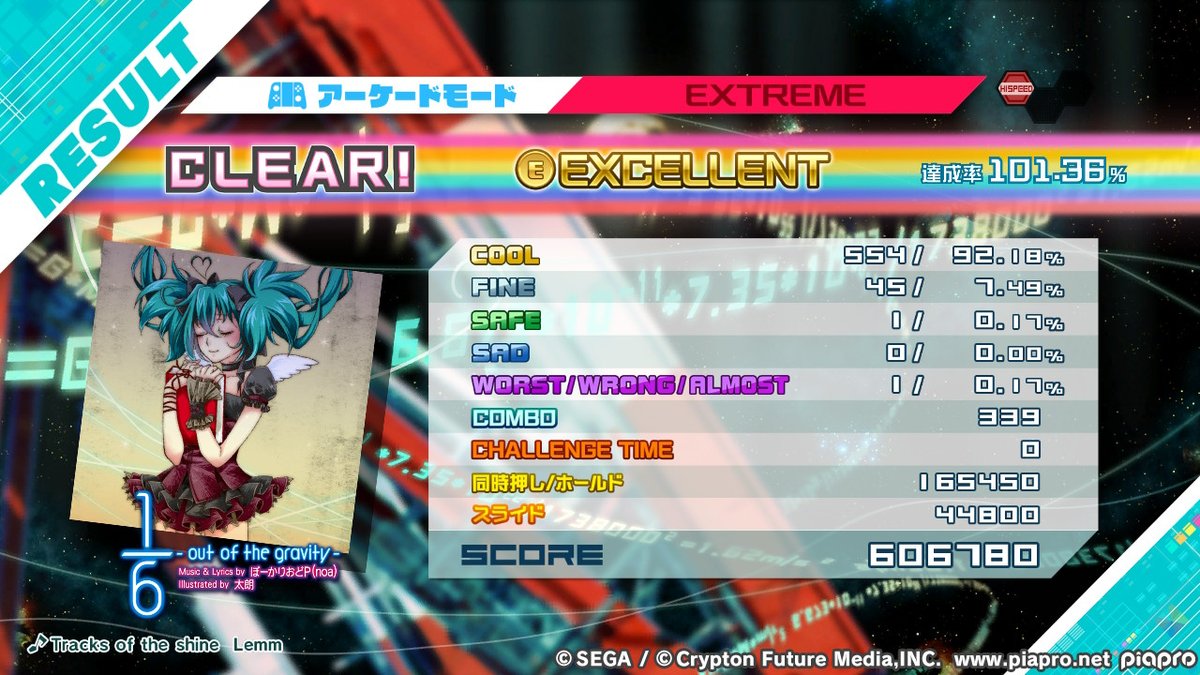 RESULT
アーケードモード
EXTREME
HISPEED
CLEAR!
E EXCELLENT
達成率 101.36%
COOL 554/ 92.18%
FINE 45/ 7.49%
SAFE 1/ 0.17%
SAD 0/ 0.00%
WORST/WRONG/ALMOST 1/ 0.17%
COMBO 339
CHALLENGE TIME 0
同時押し/ホールド 165450
スライド 44800
SCORE 606780
1/6 - out of the gravity -
Music & Lyrics by ぼーかりおどP(noa)
Illustrated by 太朗
♪Tracks of the shine Lemm
©SEGA / ©Crypton Future Media,INC. www.piapro.net piapro